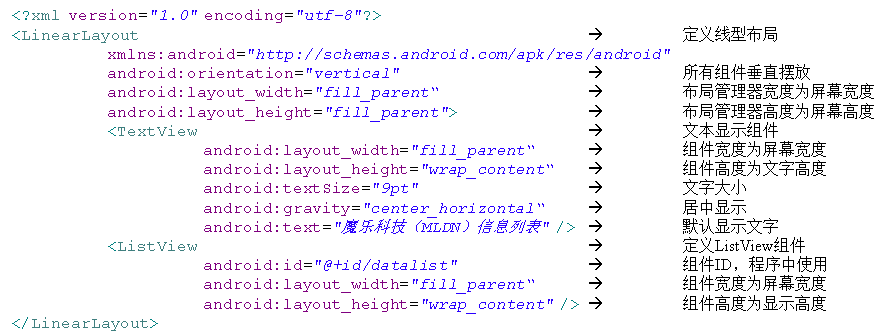 <?xml version="1.0" encoding="utf-8"?>
<LinearLayout → 定义线型布局
xmlns:android="http://schemas.android.com/apk/res/android"
android:orientation="vertical" → 所有组件垂直摆放
android:layout_width="fill_parent“ → 布局管理器宽度为屏幕宽度
android:layout_height="fill_parent"> → 布局管理器高度为屏幕高度
<TextView → 文本显示组件
android:layout_width="fill_parent“ → 组件宽度为屏幕宽度
android:layout_height="wrap_content“ → 组件高度为文字高度
android:textSize="9pt" → 文字大小
android:gravity="center_horizontal“ → 居中显示
android:text="魔乐科技（MLDN）信息列表" /> → 默认显示文字
<ListView → 定义ListView组件
android:id="@+id/datalist" → 组件ID，程序中使用
android:layout_width="fill_parent“ → 组件宽度为屏幕宽度
android:layout_height="wrap_content" /> → 组件高度为显示高度
</LinearLayout>